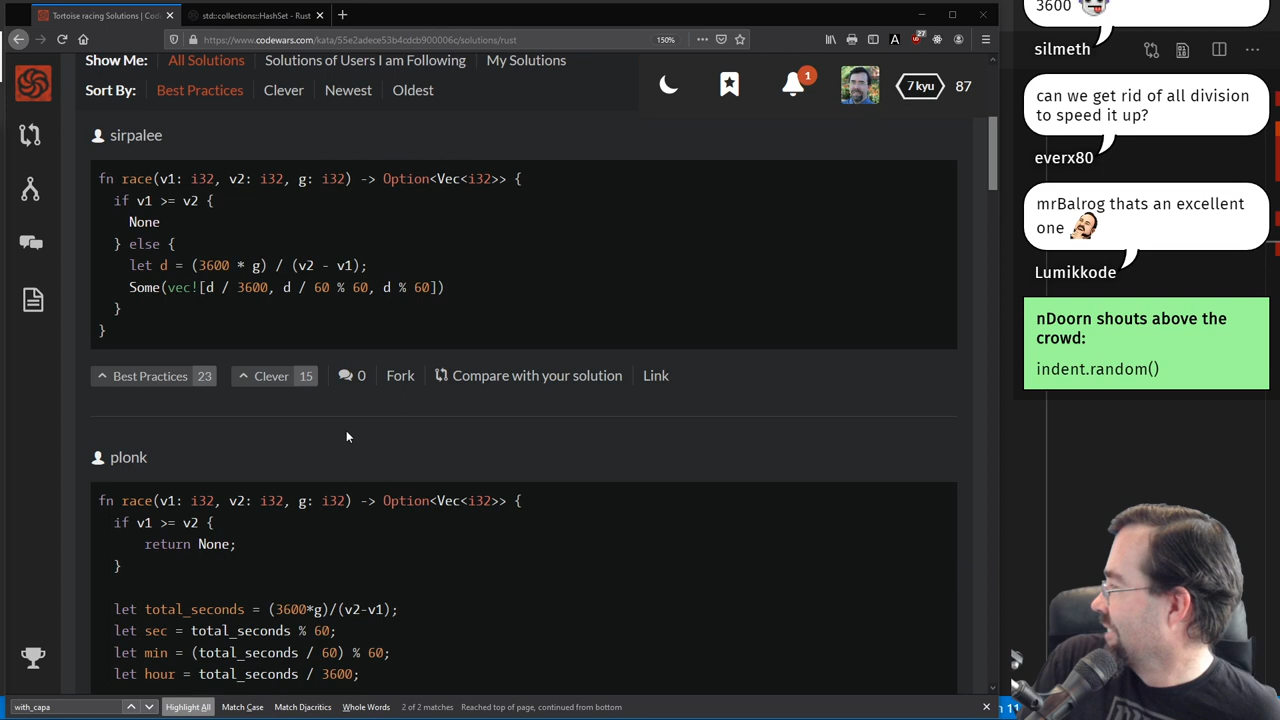 Tortoise racing Solutions | Cod
std::collections::HashSet - Rust
https://www.codewars.com/kata/55e2adece53b4cdcb900006c/solutions/rust
150%
27
Show Me:
All Solutions
Solutions of Users I am Following
My Solutions
Sort By:
Best Practices
Clever
Newest
Oldest
1
7 kyu
87
sirpalee
fn race(v1: i32, v2: i32, g: i32) -> Option<Vec<i32>> {
if v1 >= v2 {
None
} else {
let d = (3600 * g) / (v2 - v1);
Some(vec![d / 3600, d / 60 % 60, d % 60])
}
}
Best Practices 23
Clever 15
0
Fork
Compare with your solution
Link
plonk
fn race(v1: i32, v2: i32, g: i32) -> Option<Vec<i32>> {
if v1 >= v2 {
return None;
}
let total_seconds = (3600*g)/(v2-v1);
let sec = total_seconds % 60;
let min = (total_seconds / 60) % 60;
let hour = total_seconds / 3600;
with_capa
Highlight All
Match Case
Match Diacritics
Whole Words
2 of 2 matches
Reached top of page, continued from bottom
3600
silmeth
can we get rid of all division
to speed it up?
everx80
mrBalrog thats an excellent
one
Lumikkode
nDoorn shouts above the
crowd:
indent.random()
11